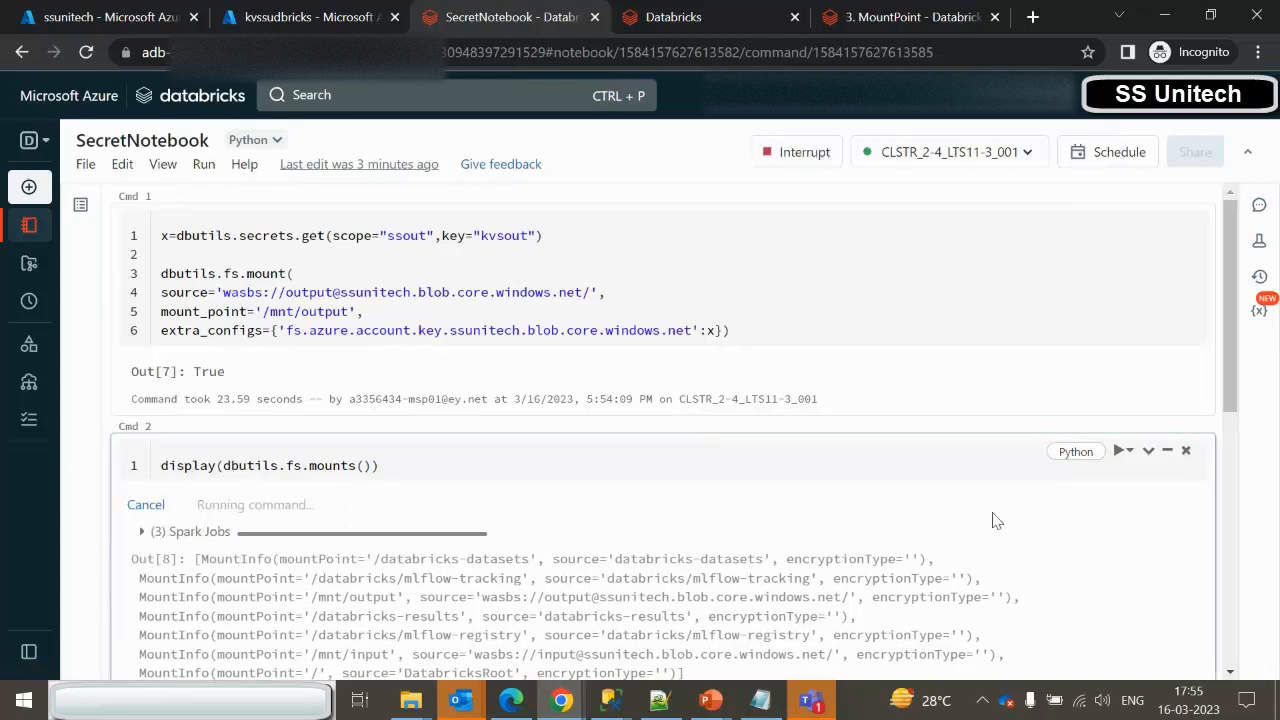 ssunitech - Microsoft Azu
kvssudbricks - Microsoft A
SecretNotebook - Datab
Databricks
3. MountPoint - Databrick
adb-
80948397291529#notebook/1584157627613582/command/1584157627613585
Incognito
Microsoft Azure
databricks
Search
CTRL + P
SS Unitech
D
SecretNotebook
Python
File
Edit
View
Run
Help
Last edit was 3 minutes ago
Give feedback
Interrupt
CLSTR_2-4_LTS11-3_001
Schedule
Share
Cmd 1
1 x=dbutils.secrets.get(scope="ssout",key="kvsout")
2
3 dbutils.fs.mount(
4 source='wasbs://output@ssunitech.blob.core.windows.net/',
5 mount_point='/mnt/output',
6 extra_configs={'fs.azure.account.key.ssunitech.blob.core.windows.net':x})
Out[7]: True
Command took 23.59 seconds -- by a3356434-msp01@ey.net at 3/16/2023, 5:54:09 PM on CLSTR_2-4_LTS11-3_001
Cmd 2
Python
1 display(dbutils.fs.mounts())
Cancel
Running command...
(3) Spark Jobs
Out[8]: [MountInfo(mountPoint='/databricks-datasets', source='databricks-datasets', encryptionType=''),
MountInfo(mountPoint='/databricks/mlflow-tracking', source='databricks/mlflow-tracking', encryptionType=''),
MountInfo(mountPoint='/mnt/output', source='wasbs://output@ssunitech.blob.core.windows.net/', encryptionType=''),
MountInfo(mountPoint='/databricks-results', source='databricks-results', encryptionType=''),
MountInfo(mountPoint='/databricks/mlflow-registry', source='databricks/mlflow-registry', encryptionType=''),
MountInfo(mountPoint='/mnt/input', source='wasbs://input@ssunitech.blob.core.windows.net/', encryptionType=''),
MountInfo(mountPoint='/', source='DatabricksRoot', encryptionType='')]
NEW
{x}
28°C
ENG
17:55
16-03-2023